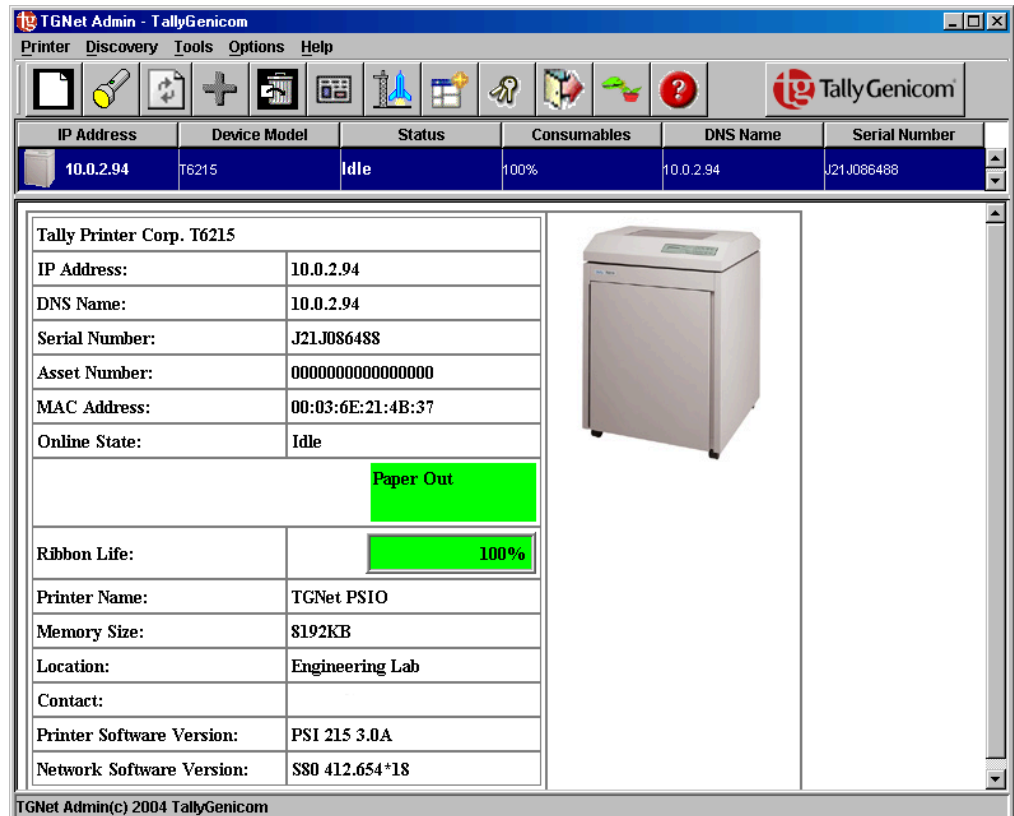 TGNet Admin - TallyGenicom
Printer Discovery Tools Options Help
TallyGenicom
IP Address Device Model Status Consumables DNS Name Serial Number
10.0.2.94 T6215 Idle 100% 10.0.2.94 J21J086488
Tally Printer Corp. T6215
IP Address: 10.0.2.94
DNS Name: 10.0.2.94
Serial Number: J21J086488
Asset Number: 0000000000000000
MAC Address: 00:03:6E:21:4B:37
Online State: Idle
Paper Out
Ribbon Life: 100%
Printer Name: TGNet PSIO
Memory Size: 8192KB
Location: Engineering Lab
Contact:
Printer Software Version: PSI 215 3.0A
Network Software Version: S80 412.654*18
TGNet Admin(c) 2004 TallyGenicom